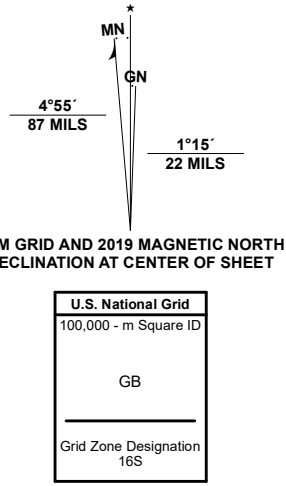 MN
GN
4°55´
87 MILS
1°15´
22 MILS
M GRID AND 2019 MAGNETIC NORTH
ECLINATION AT CENTER OF SHEET
U.S. National Grid
100,000 - m Square ID
GB
Grid Zone Designation
16S